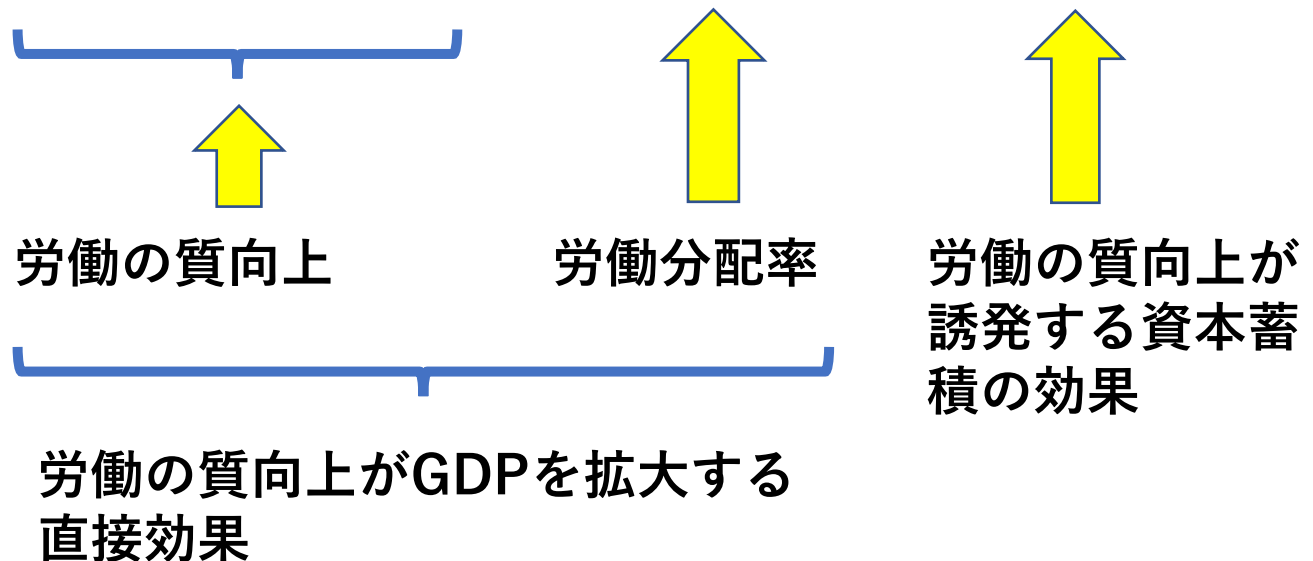 労働の質向上
労働分配率
労働の質向上が
誘発する資本蓄
積の効果
労働の質向上がGDPを拡大する
直接効果